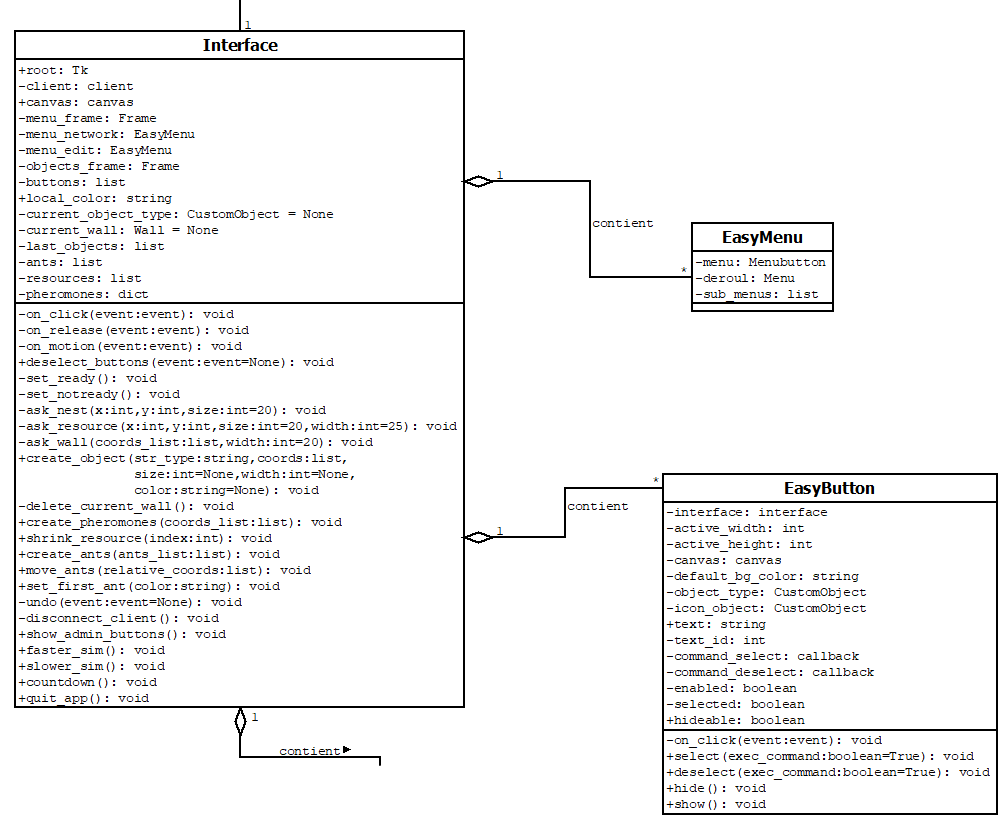 1
Interface
+root: Tk
-client: client
+canvas: canvas
-menu_frame: Frame
-menu_network: EasyMenu
-menu_edit: EasyMenu
-objects_frame: Frame
-buttons: list
+local_color: string
-current_object_type: CustomObject = None
-current_wall: Wall = None
-last_objects: list
-ants: list
-resources: list
-pheromones: dict
-on_click(event:event): void
-on_release(event:event): void
-on_motion(event:event): void
+deselect_buttons(event:event=None): void
-set_ready(): void
-set_notready(): void
-ask_nest(x:int,y:int,size:int=20): void
-ask_resource(x:int,y:int,size:int=20,width:int=25): void
-ask_wall(coords_list:list,width:int=20): void
+create_object(str_type:string,coords:list,
size:int=None,width:int=None,
color:string=None): void
-delete_current_wall(): void
+create_pheromones(coords_list:list): void
+shrink_resource(index:int): void
+create_ants(ants_list:list): void
+move_ants(relative_coords:list): void
+set_first_ant(color:string): void
-undo(event:event=None): void
-disconnect_client(): void
+show_admin_buttons(): void
+faster_sim(): void
+slower_sim(): void
+countdown(): void
+quit_app(): void
1
contient
*
EasyMenu
-menu: Menubutton
-deroul: Menu
-sub_menus: list
1
contient
*
EasyButton
-interface: interface
-active_width: int
-active_height: int
-canvas: canvas
-default_bg_color: string
-object_type: CustomObject
-icon_object: CustomObject
+text: string
-text_id: int
-command_select: callback
-command_deselect: callback
-enabled: boolean
-selected: boolean
+hideable: boolean
-on_click(event:event): void
+select(exec_command:boolean=True): void
+deselect(exec_command:boolean=True): void
+hide(): void
+show(): void
1
contient